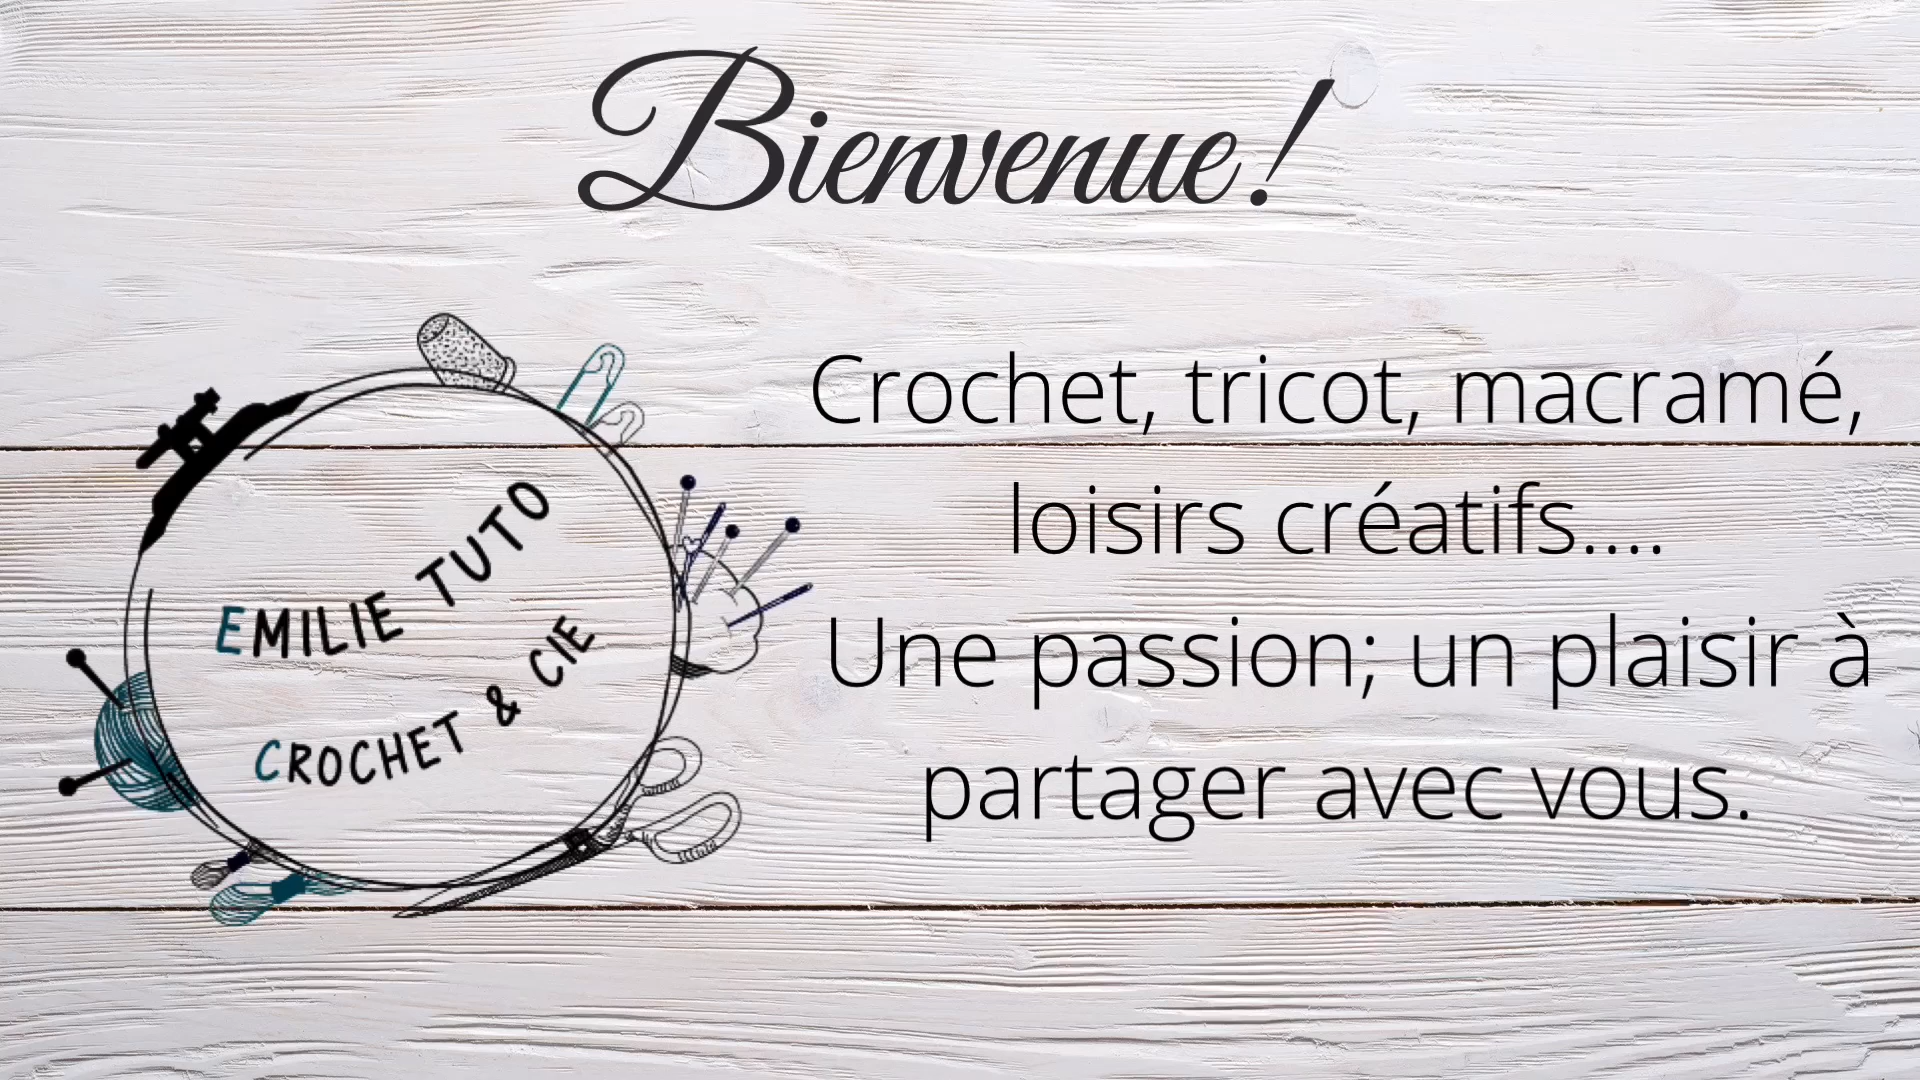 Bienvenue!
EMILIE TUTO
CROCHET & CIE
Crochet, tricot, macramé,
loisirs créatifs....
Une passion; un plaisir à
partager avec vous.